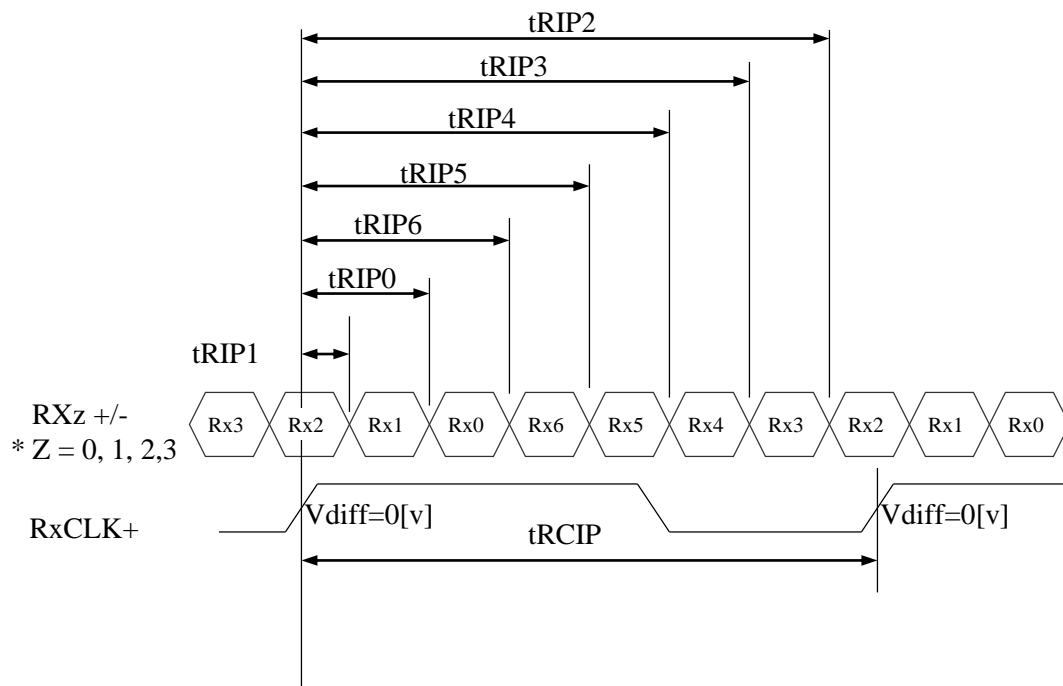 tRIP2
tRIP3
tRIP4
tRIP5
tRIP6
tRIP0
tRIP1
RXz +/-
* Z = 0, 1, 2,3
Rx3 Rx2 Rx1 Rx0 Rx6 Rx5 Rx4 Rx3 Rx2 Rx1 Rx0
RxCLK+
Vdiff=0[v] Vdiff=0[v]
tRCIP